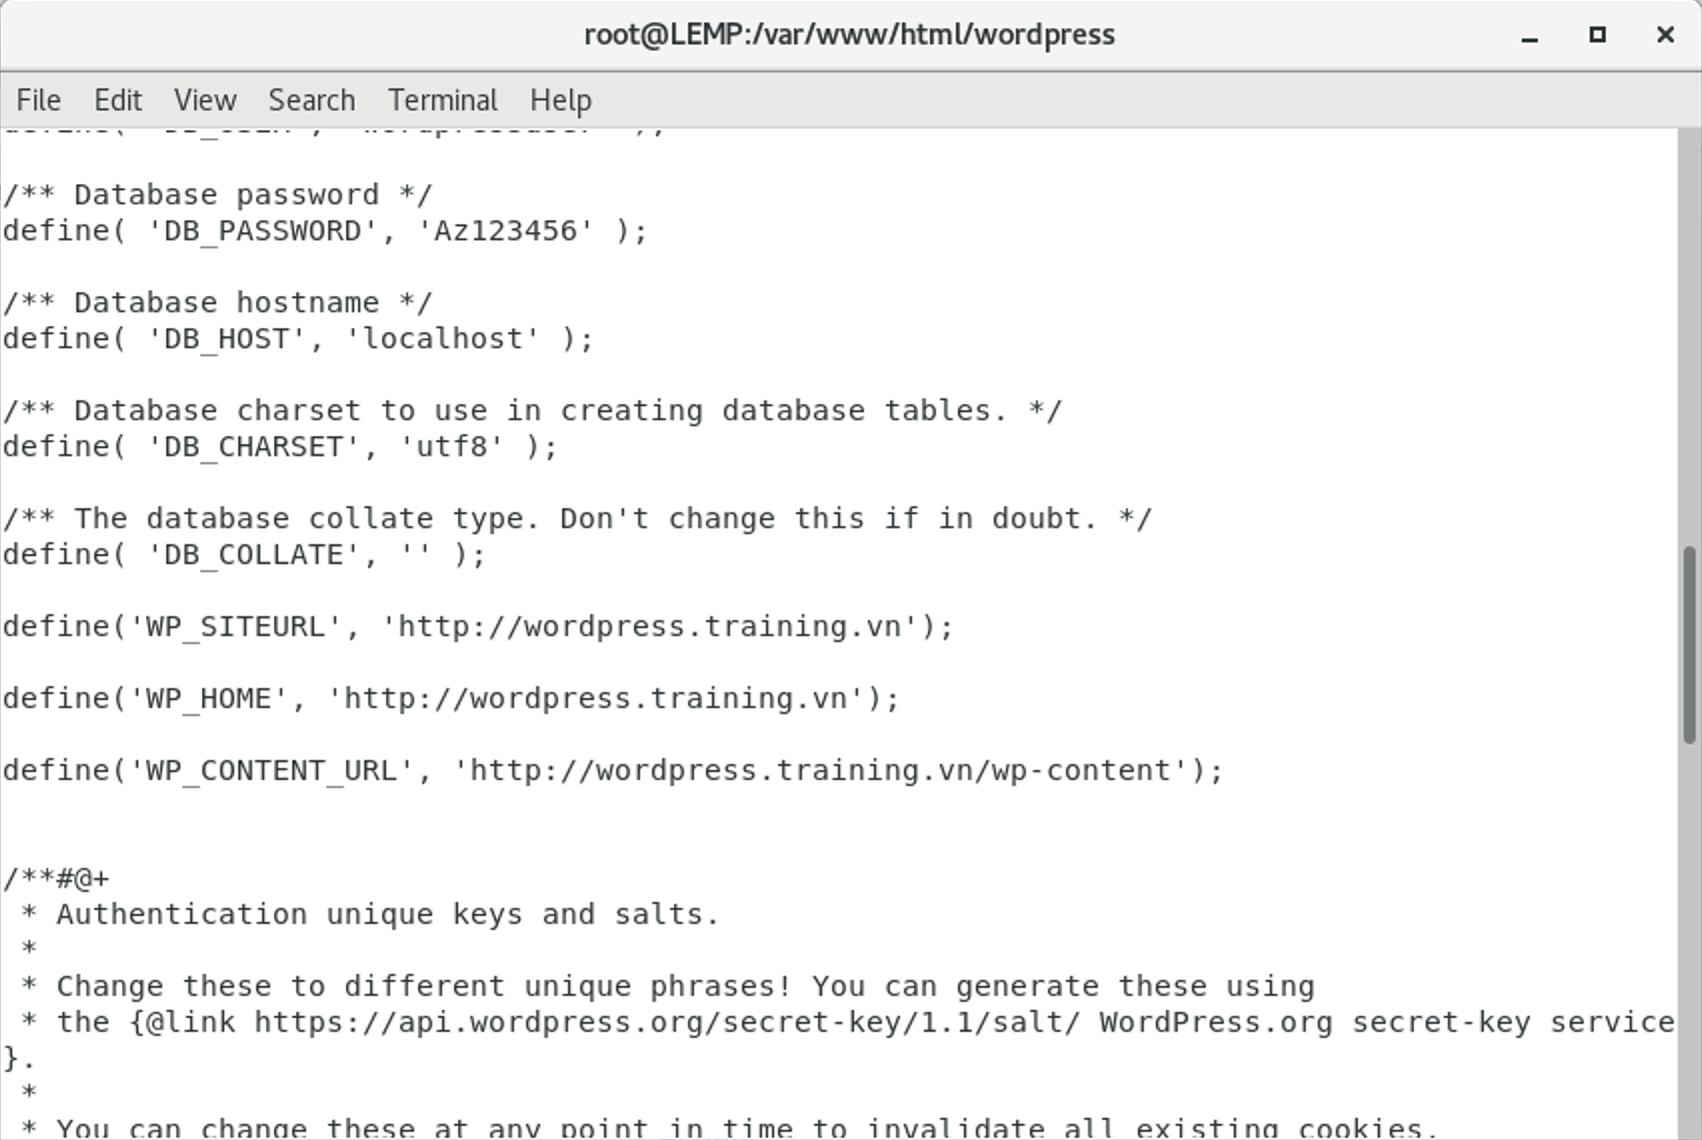 root@LEMP:/var/www/html/wordpress
File Edit View Search Terminal Help
define( 'DB_USER', 'wordpressuser' );
/** Database password */
define( 'DB_PASSWORD', 'Az123456' );
/** Database hostname */
define( 'DB_HOST', 'localhost' );
/** Database charset to use in creating database tables. */
define( 'DB_CHARSET', 'utf8' );
/** The database collate type. Don't change this if in doubt. */
define( 'DB_COLLATE', '' );
define('WP_SITEURL', 'http://wordpress.training.vn');
define('WP_HOME', 'http://wordpress.training.vn');
define('WP_CONTENT_URL', 'http://wordpress.training.vn/wp-content');
/**#@+
 * Authentication unique keys and salts.
 *
 * Change these to different unique phrases! You can generate these using
 * the {@link https://api.wordpress.org/secret-key/1.1/salt/ WordPress.org secret-key service
}.
 *
 * You can change these at any point in time to invalidate all existing cookies.